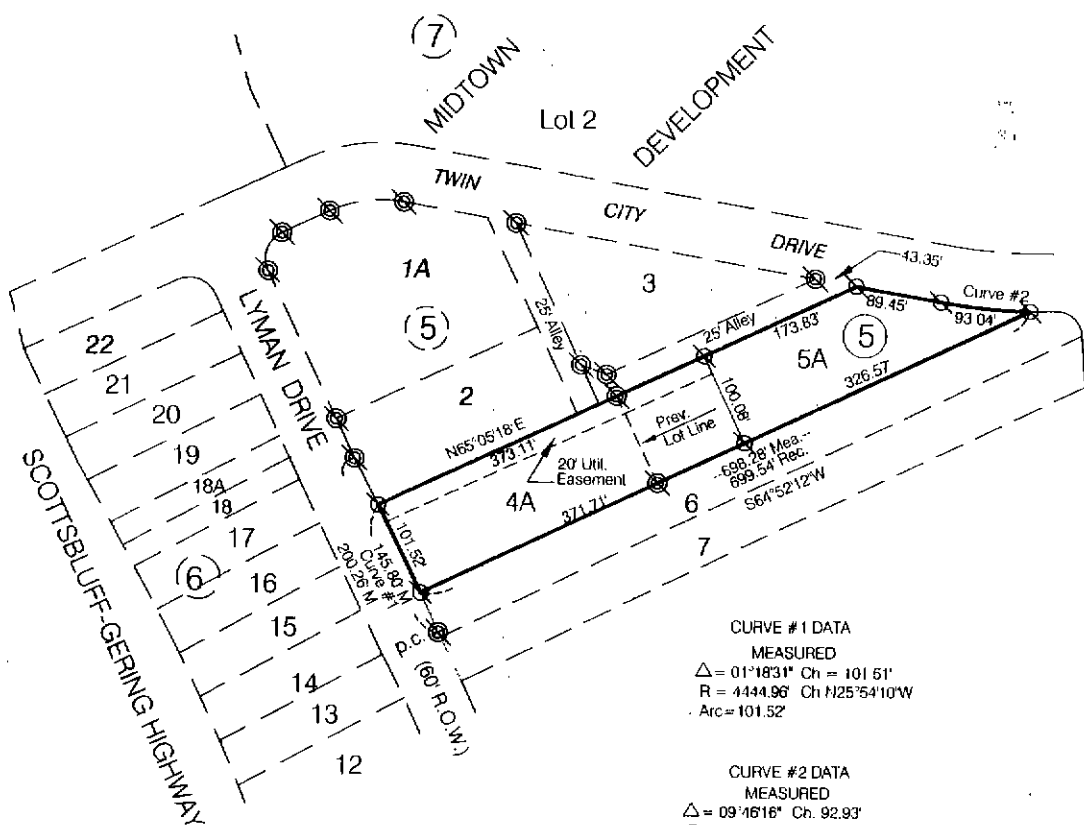 7
MIDTOWN
DEVELOPMENT
Lot 2
TWIN
CITY
DRIVE
43.35'
1A
3
5
25' Alley
89.45'
Curve #2
93.04'
LYMAN DRIVE
25' Alley
173.83'
5
5A
22
21
20
19
18A
18
17
16
15
14
13
12
6
2
326.57'
100.08'
N65°05'18"E
373.11'
Prev.
Lot Line
20' Util.
Easement
698.28' Mea.
699.54' Rec.
S64°52'12"W
4A
371.71'
6
7
101.52'
145.80' M
Curve #1
200.26 M
p.c.
(60' R.O.W.)
SCOTTSBLUFF-GERING HIGHWAY
CURVE #1 DATA
MEASURED
△ = 01°18'31" Ch = 101.51'
R = 4444.96' Ch N25°54'10"W
Arc = 101.52'
CURVE #2 DATA
MEASURED
△ = 09°46'16" Ch. 92.93'